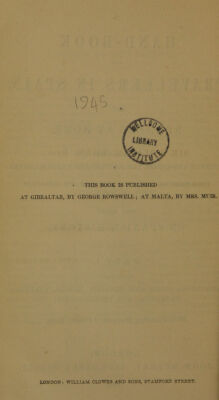 1945
WELLCOME
LIBRARY
INSTITUTE
THIS BOOK IS PUBLISHED
AT GIBRALTAR, BY GEORGE ROWSWELL; AT MALTA, BY MRS. MUIR.
LONDON: WILLIAM CLOWES AND SONS, STAMFORD STREET.